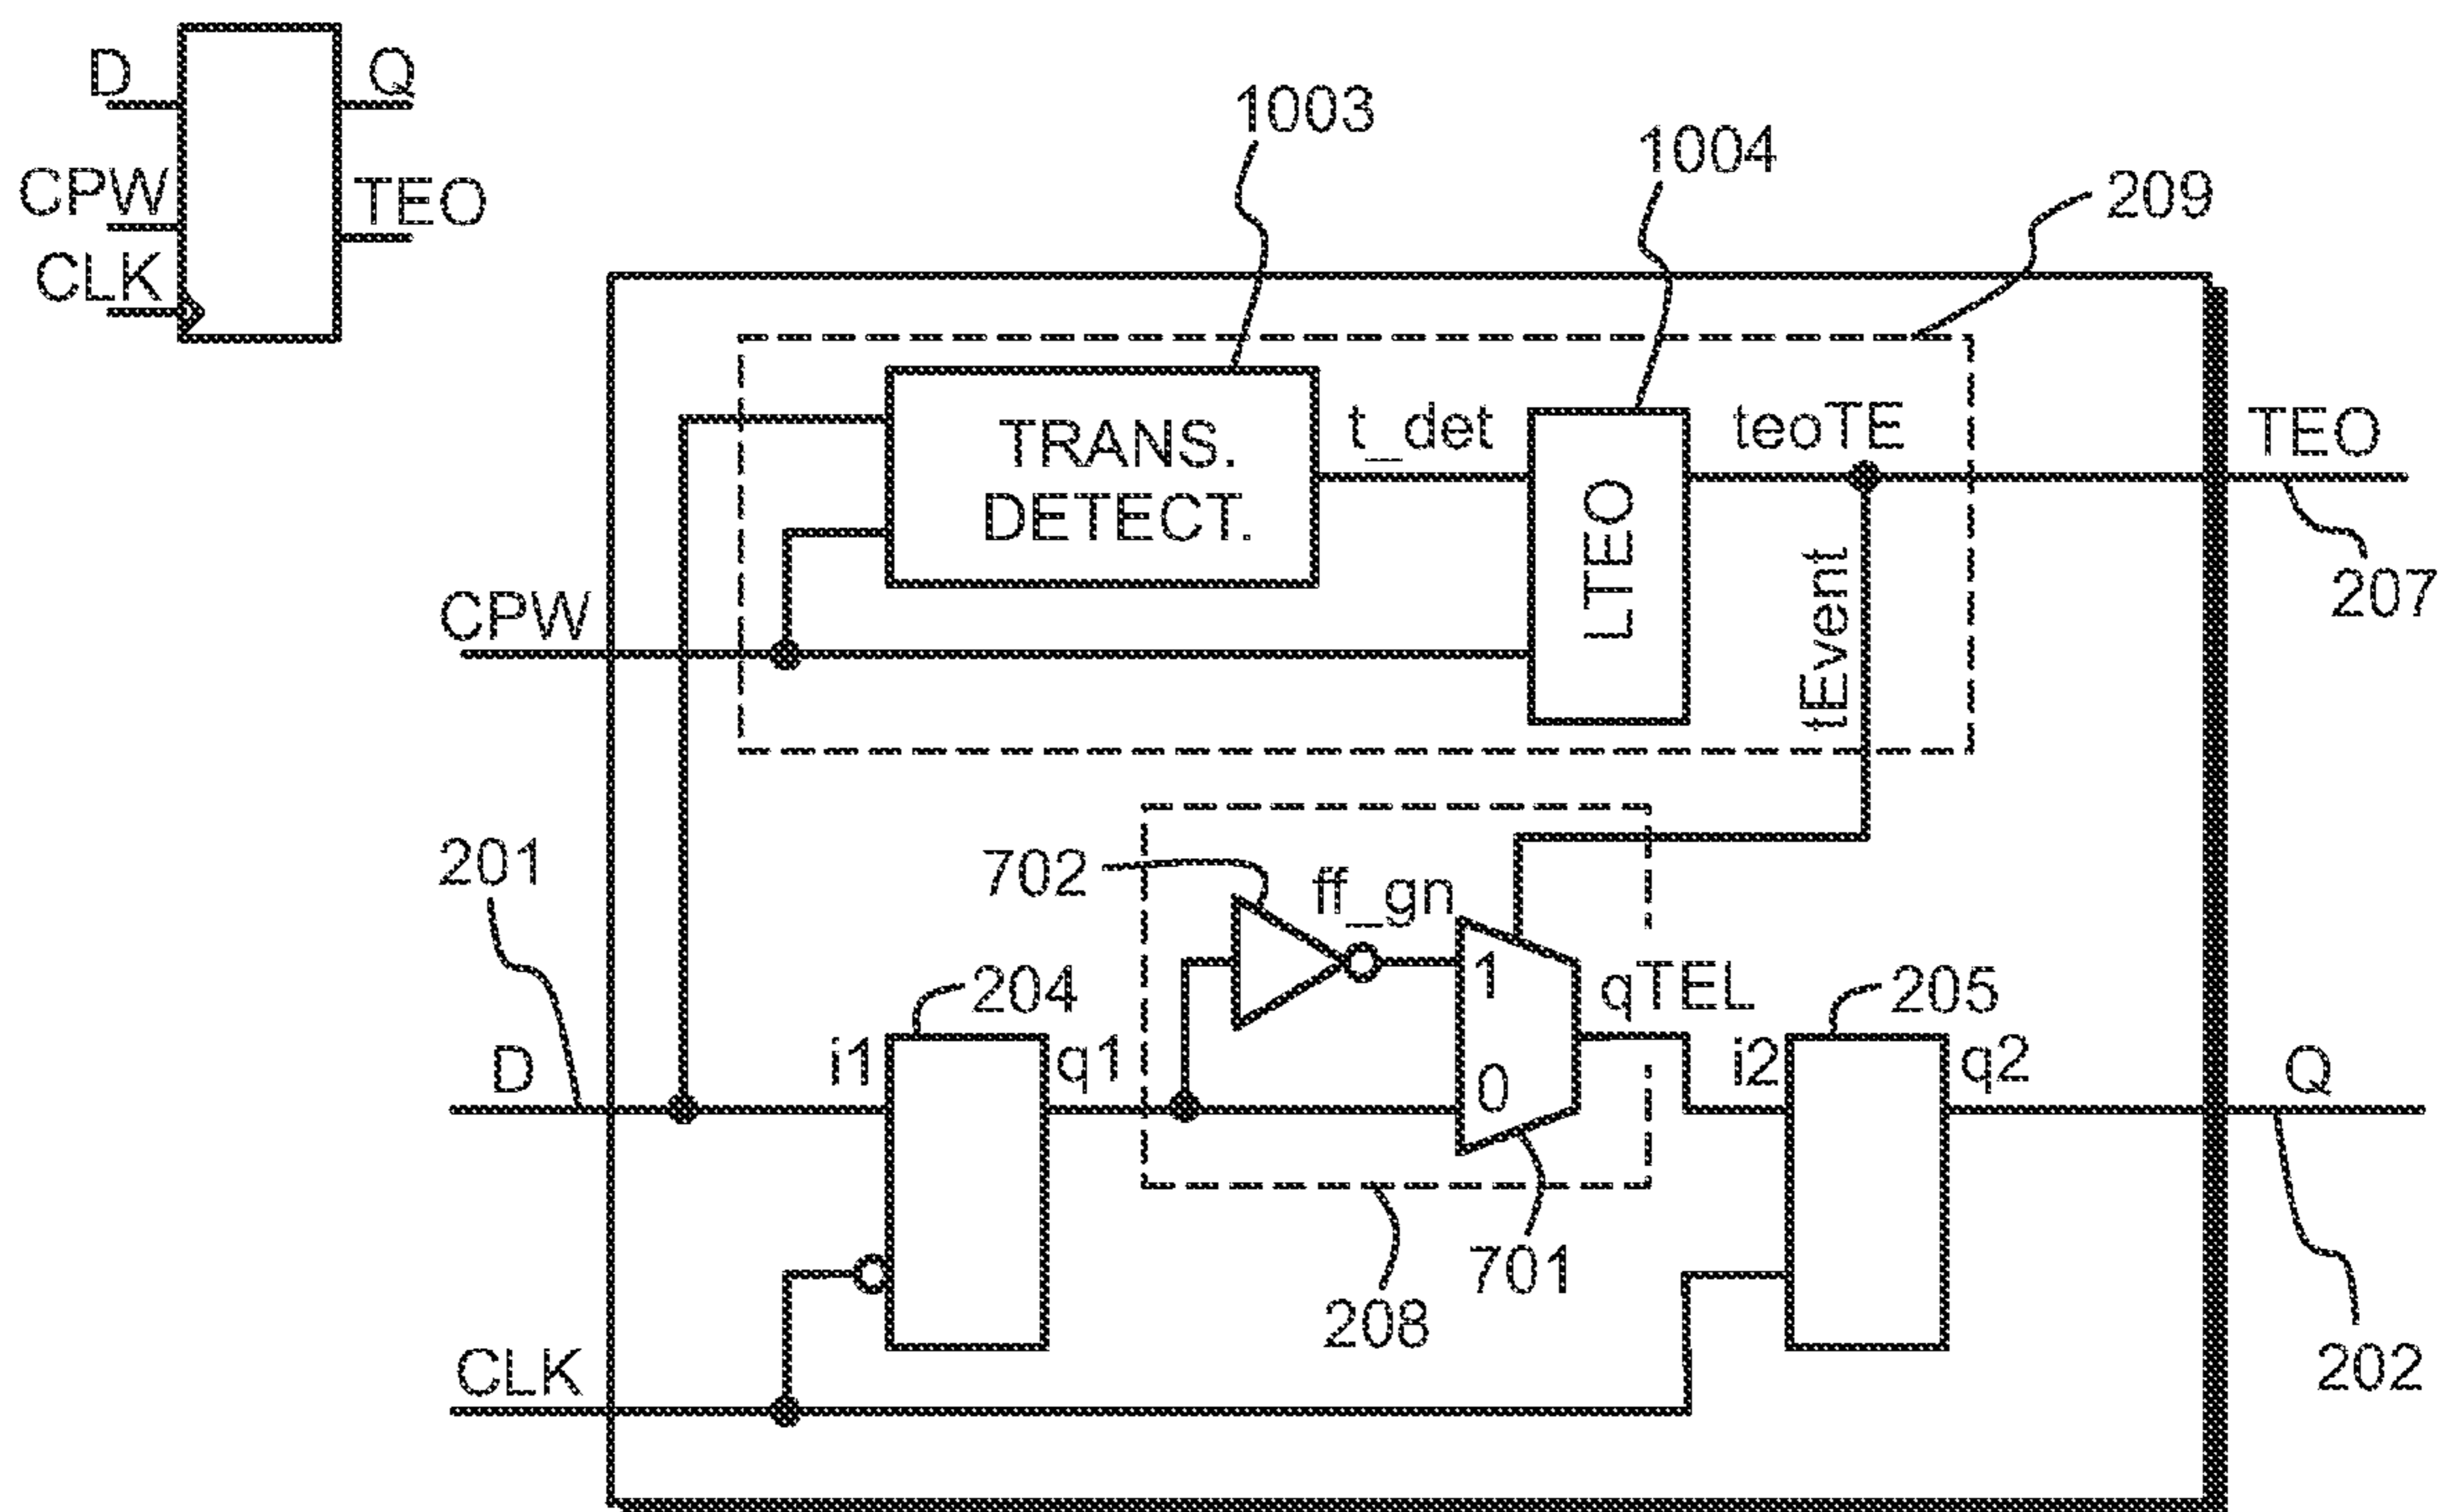 D
Q
CPW
TEO
CLK
1003
1004
209
TRANS.
DETECT.
t_det
LTEO
teoTE
TEO
207
CPW
tEvent
201
702
ff_gn
1
0
qTEL
204
205
D
i1
q1
i2
q2
Q
701
208
CLK
202